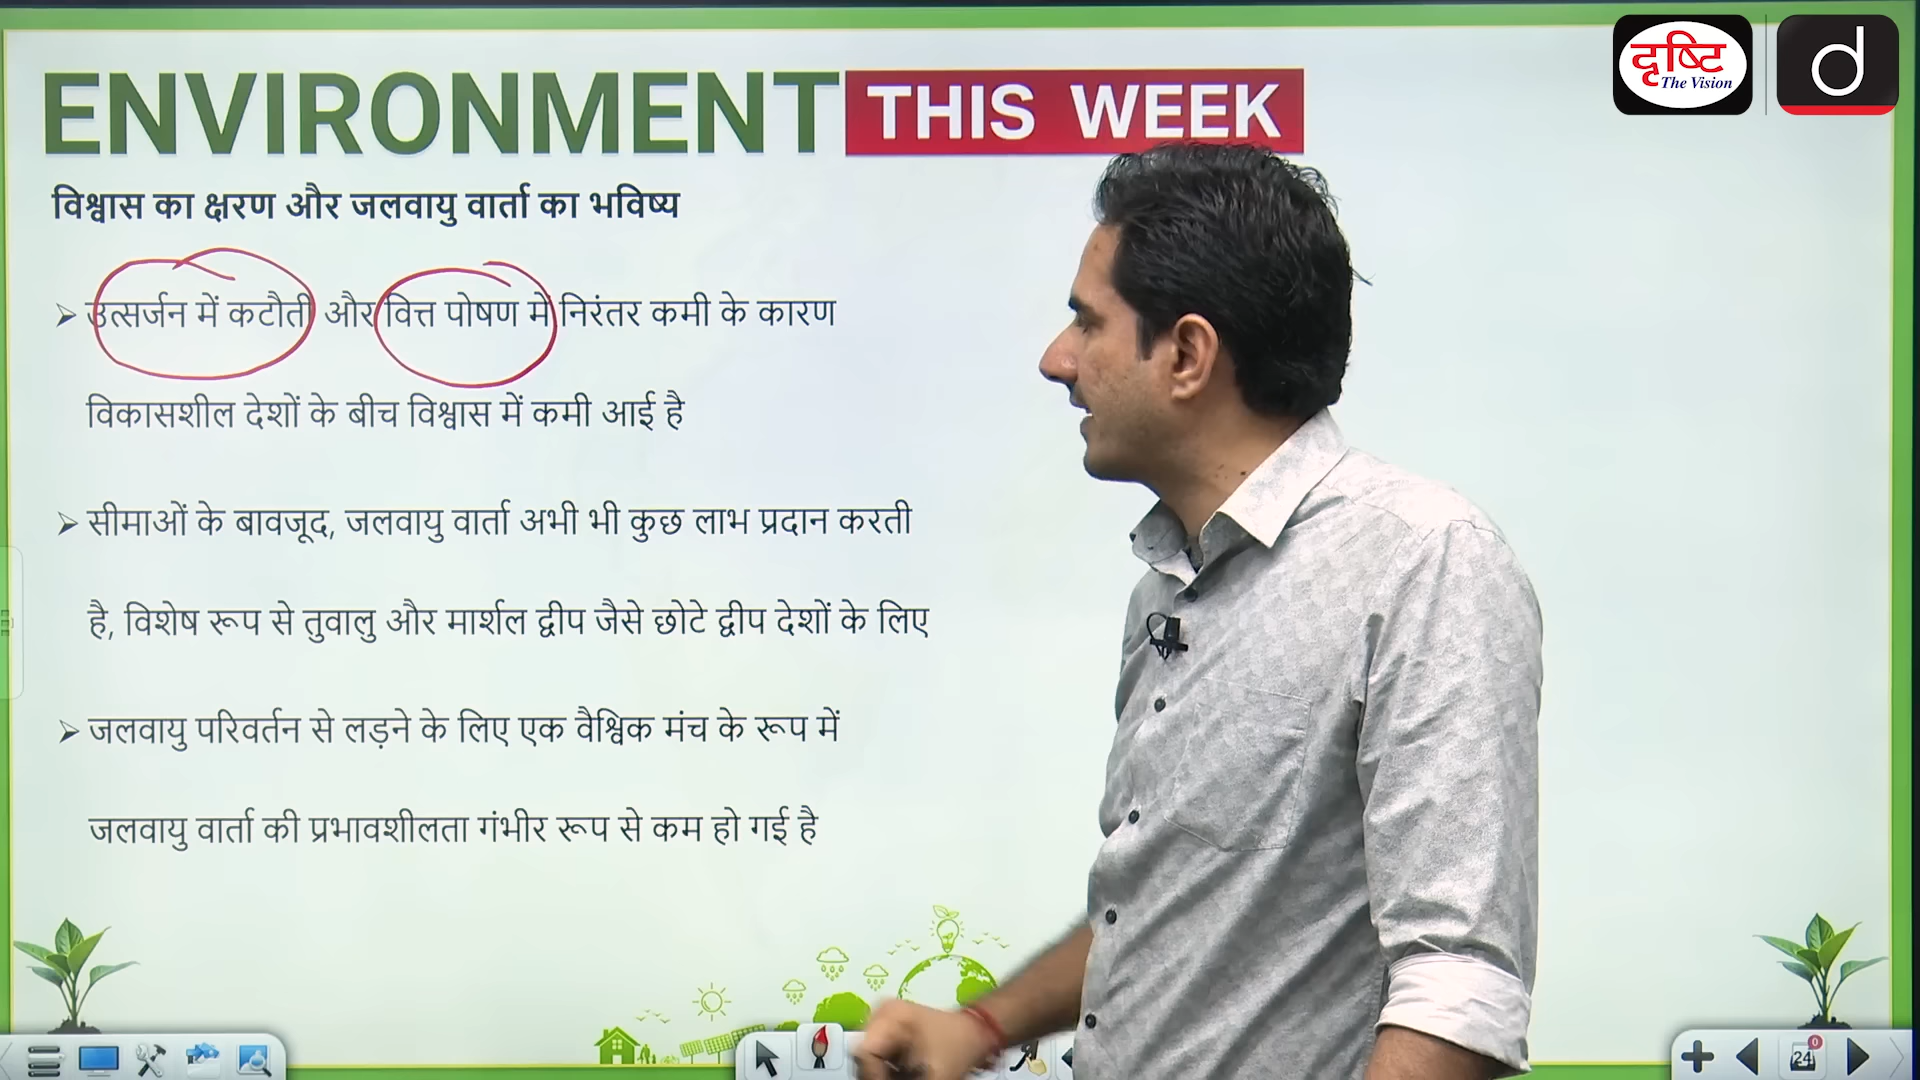 ENVIRONMENT THIS WEEK
दृष्टि
The Vision
d
विश्वास का क्षरण और जलवायु वार्ता का भविष्य
➢ उत्सर्जन में कटौती और वित्त पोषण में निरंतर कमी के कारण
विकासशील देशों के बीच विश्वास में कमी आई है
➢ सीमाओं के बावजूद, जलवायु वार्ता अभी भी कुछ लाभ प्रदान करती
है, विशेष रूप से तुवालु और मार्शल द्वीप जैसे छोटे द्वीप देशों के लिए
➢ जलवायु परिवर्तन से लड़ने के लिए एक वैश्विक मंच के रूप में
जलवायु वार्ता की प्रभावशीलता गंभीर रूप से कम हो गई है
24
0